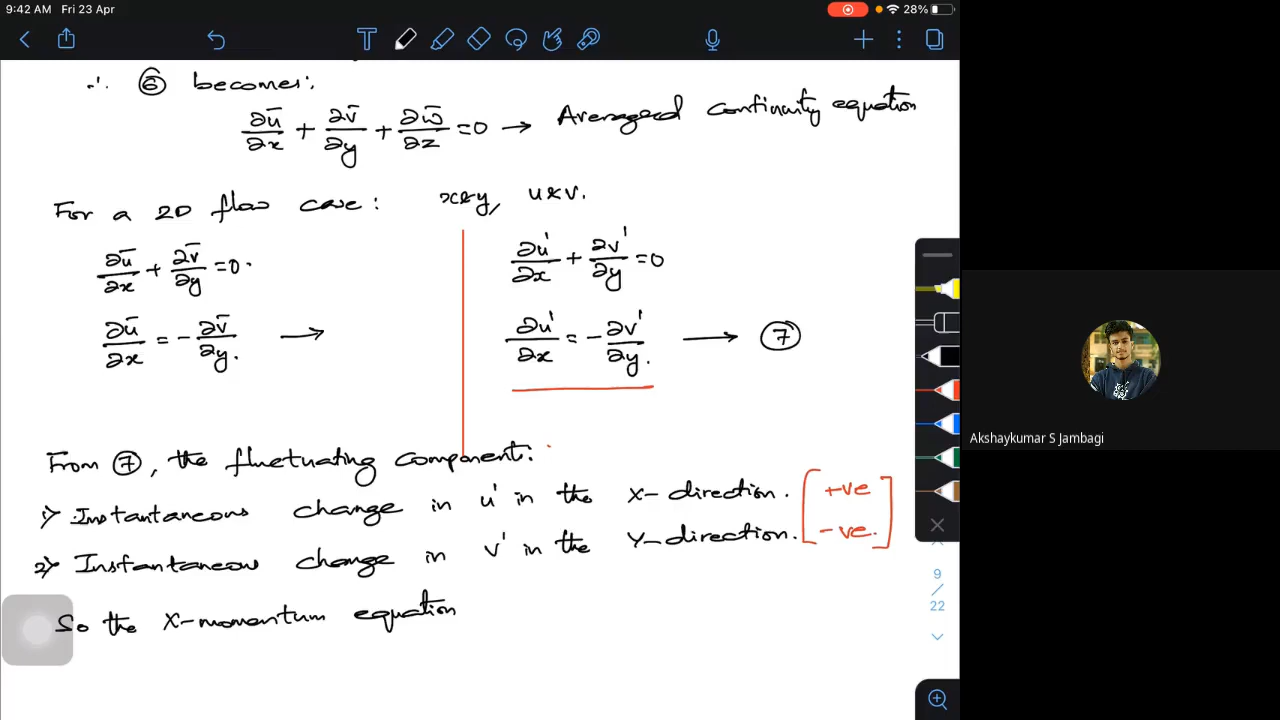 9:42 AM Fri 23 Apr
28%
∴ ⑥ becomes:
∂ū/∂x + ∂v̄/∂y + ∂w̄/∂z = 0 → Averaged continuity equation
For a 2D flow case: x&y, u&v.
∂ū/∂x + ∂v̄/∂y = 0.
∂ū/∂x = - ∂v̄/∂y. →
∂u'/∂x + ∂v'/∂y = 0
∂u'/∂x = - ∂v'/∂y. → ⑦
From ⑦, the fluctuating component:
1) Instantaneous change in u' in the X-direction. [+ve
2) Instantaneous change in v' in the Y-direction. -ve.]
So the X-momentum equation
9
/
22
Akshaykumar S Jambagi